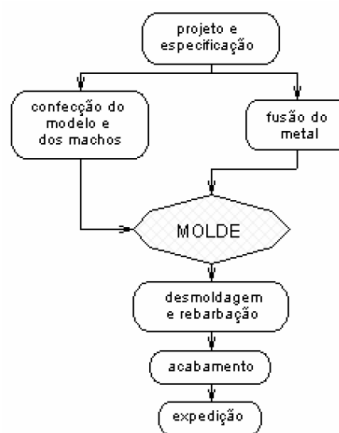 projeto e
especificação
confecção do
modelo e
dos machos
fusão do
metal
MOLDE
desmoldagem
e rebarbação
acabamento
expedição